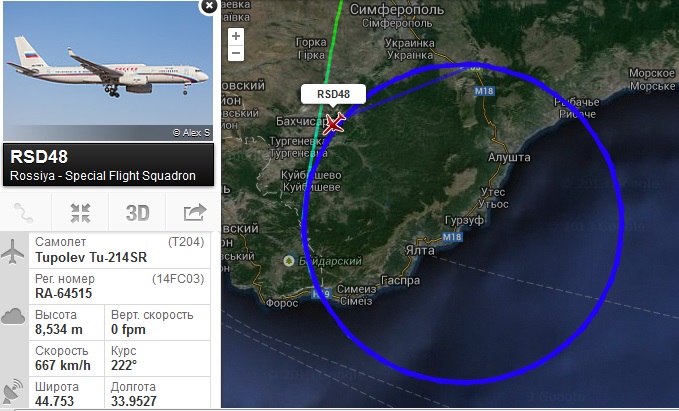 © Alex S
RSD48
Rossiya - Special Flight Squadron
3D
Самолет (T204)
Tupolev Tu-214SR
Рег. номер (14FC03)
RA-64515
Высота
8,534 m
Верт. скорость
0 fpm
Скорость
667 km/h
Курс
222°
Широта
44.753
Долгота
33.9527
+
−
Симферополь
Сімферополь
Горка
Гірка
Украинка
Українка
RSD48
M18
Морское
Морське
Рыбачье
Рибаче
Тургеневка
Тургенєвка
Куйбышево
Куйбишеве
Алушта
Утес
Утьос
Гурзуф
M18
Ялта
Байдарский
Гаспра
Симеиз
Сімеїз
Форос